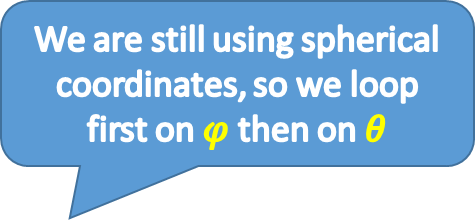 We are still using spherical
coordinates, so we loop
first on φ then on θ